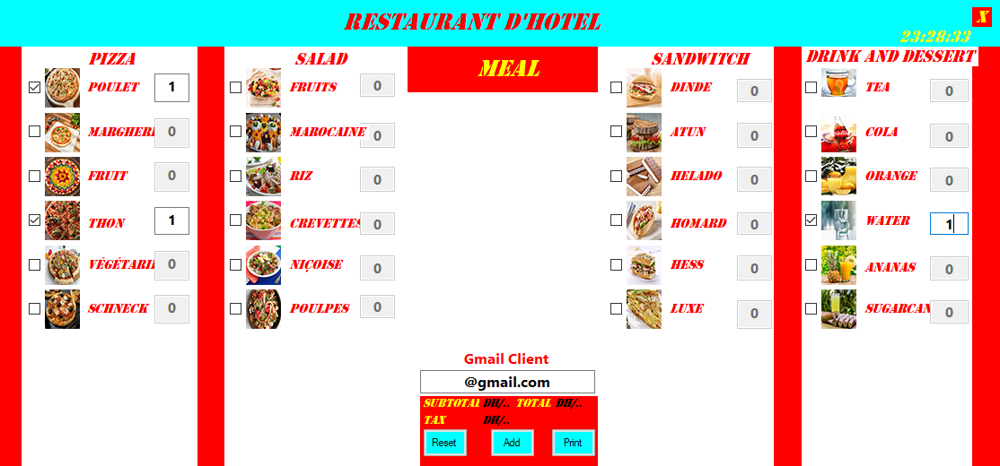 RESTAURANT D'HOTEL
X
23:28:33
PIZZA
POULET 1
MARGHERI 0
FRUIT 0
THON 1
VÉGÉTARI 0
SCHNECK 0
SALAD
FRUITS 0
MAROCAINE 0
RIZ 0
CREVETTES 0
NIÇOISE 0
POULPES 0
MEAL
Gmail Client
@gmail.com
SUBTOTAL DH/.. TOTAL DH/..
TAX DH/..
Reset Add Print
SANDWITCH
DINDE 0
ATUN 0
HELADO 0
HOMARD 0
HESS 0
LUXE 0
DRINK AND DESSERT
TEA 0
COLA 0
ORANGE 0
WATER 1
ANANAS 0
SUGARCAN 0